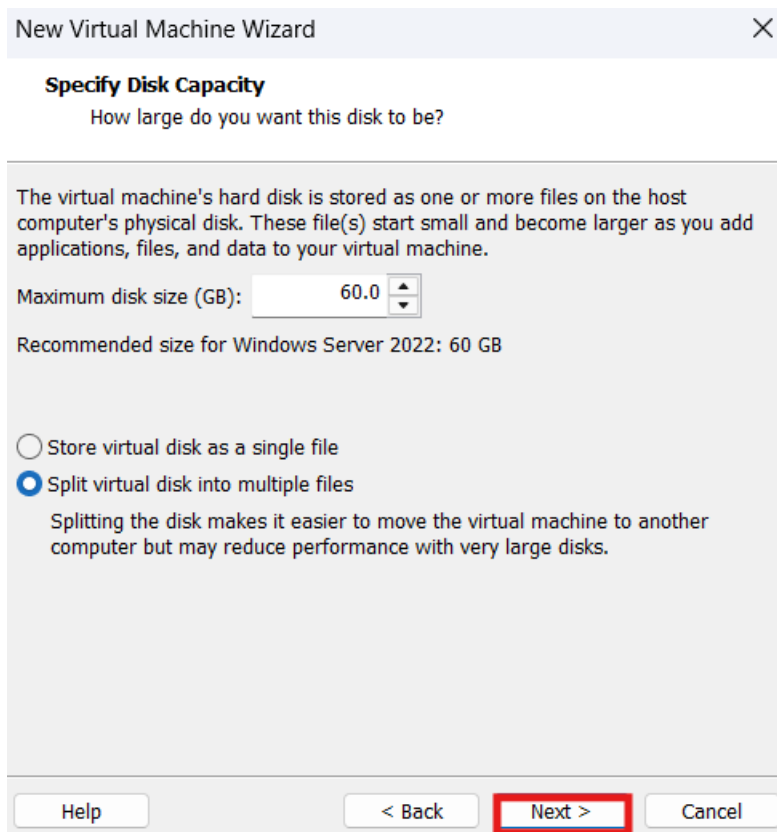 New Virtual Machine Wizard
Specify Disk Capacity
How large do you want this disk to be?
The virtual machine's hard disk is stored as one or more files on the host
computer's physical disk. These file(s) start small and become larger as you add
applications, files, and data to your virtual machine.
Maximum disk size (GB): 60.0
Recommended size for Windows Server 2022: 60 GB
Store virtual disk as a single file
Split virtual disk into multiple files
Splitting the disk makes it easier to move the virtual machine to another
computer but may reduce performance with very large disks.
Help < Back Next > Cancel